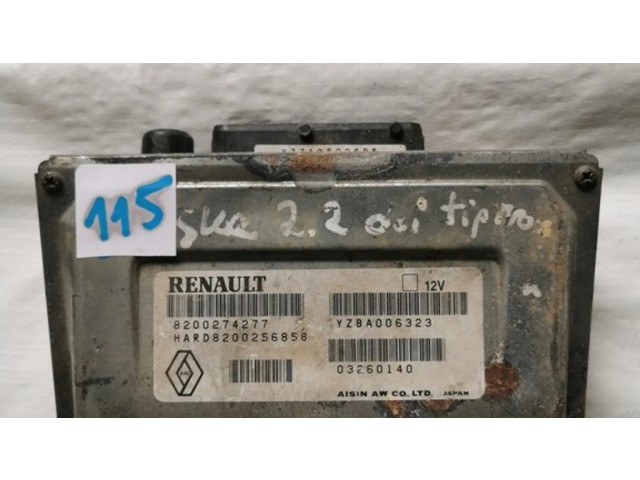 115
2.2 dci tiptro
RENAULT
12V
8200274277
YZBA006323
HARD8200256858
03260140
AISIN AW CO., LTD. JAPAN